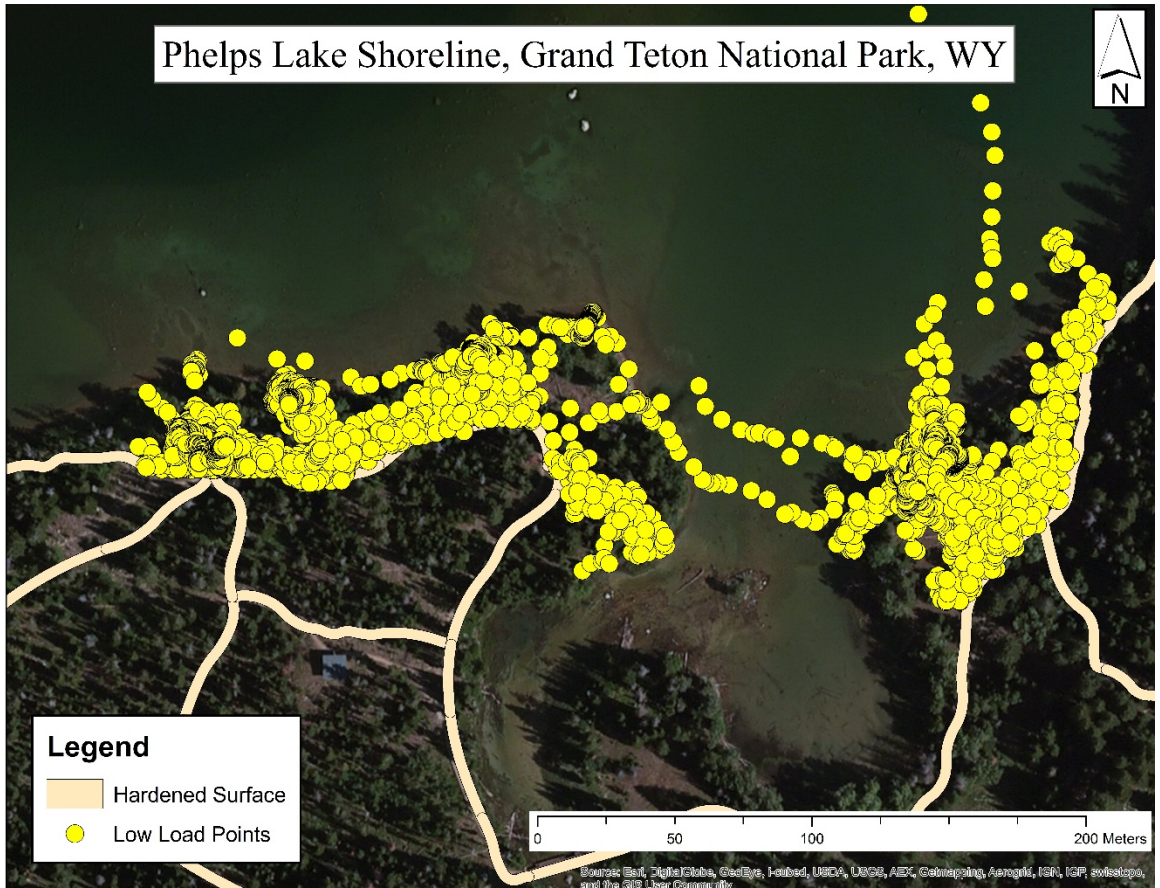 Phelps Lake Shoreline, Grand Teton National Park, WY
N
Legend
Hardened Surface
Low Load Points
0 50 100 200 Meters
Source: Esri, DigitalGlobe, GeoEye, i-cubed, USDA, USGS, AEX, Getmapping, Aerogrid, IGN, IGP, swisstopo,
and the GIS User Community